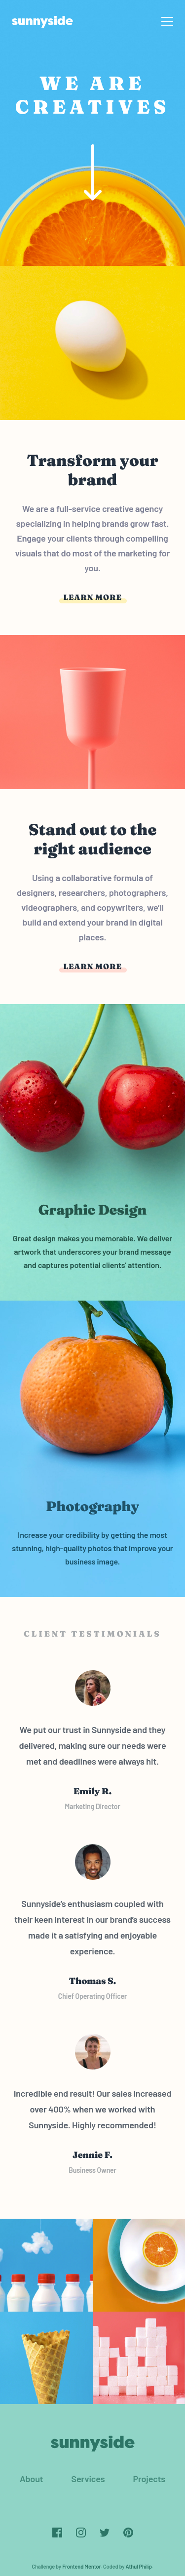 sunnyside
WE ARE
CREATIVES
Transform your
brand
We are a full-service creative agency
specializing in helping brands grow fast.
Engage your clients through compelling
visuals that do most of the marketing for
you.
LEARN MORE
Stand out to the
right audience
Using a collaborative formula of
designers, researchers, photographers,
videographers, and copywriters, we'll
build and extend your brand in digital
places.
LEARN MORE
Graphic Design
Great design makes you memorable. We deliver
artwork that underscores your brand message
and captures potential clients' attention.
Photography
Increase your credibility by getting the most
stunning, high-quality photos that improve your
business image.
CLIENT TESTIMONIALS
We put our trust in Sunnyside and they
delivered, making sure our needs were
met and deadlines were always hit.
Emily R.
Marketing Director
Sunnyside's enthusiasm coupled with
their keen interest in our brand's success
made it a satisfying and enjoyable
experience.
Thomas S.
Chief Operating Officer
Incredible end result! Our sales increased
over 400% when we worked with
Sunnyside. Highly recommended!
Jennie F.
Business Owner
sunnyside
About Services Projects
Challenge by Frontend Mentor. Coded by Athul Philip